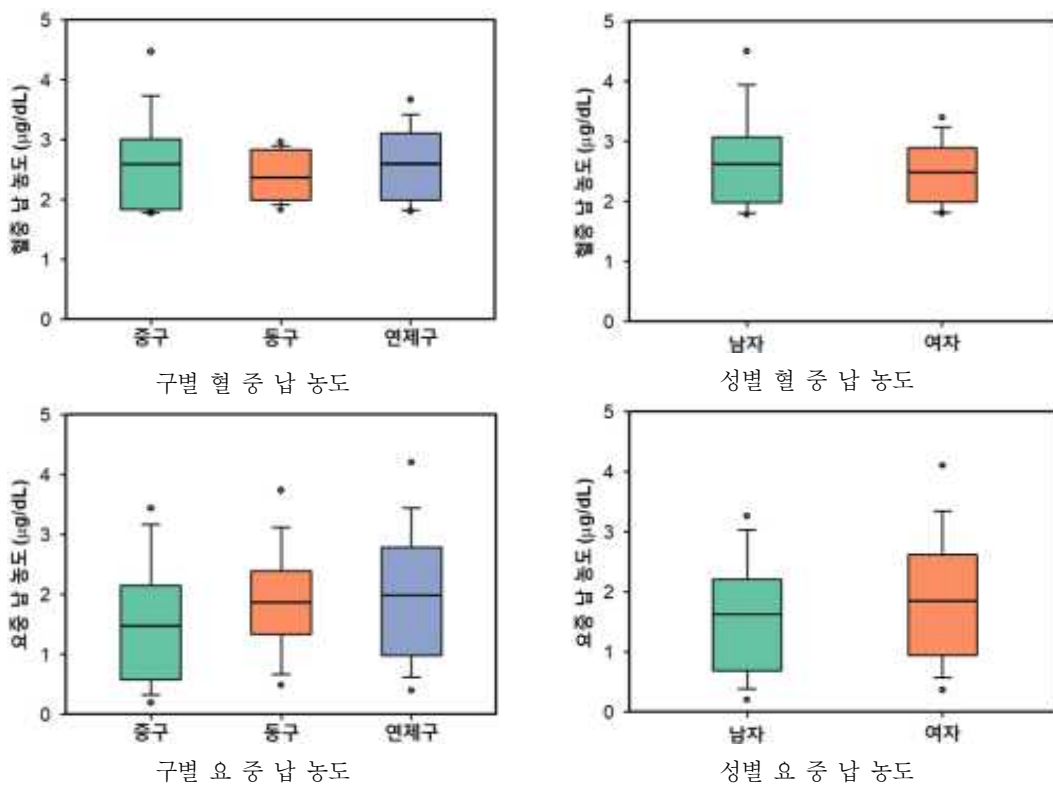 혈중 납 농도 (μg/dL)
5
4
3
2
1
0
중구 동구 연제구
구별 혈 중 납 농도
혈중 납 농도 (μg/dL)
5
4
3
2
1
0
남자 여자
성별 혈 중 납 농도
요중 납 농도 (μg/dL)
5
4
3
2
1
0
중구 동구 연제구
구별 요 중 납 농도
요중 납 농도 (μg/dL)
5
4
3
2
1
0
남자 여자
성별 요 중 납 농도